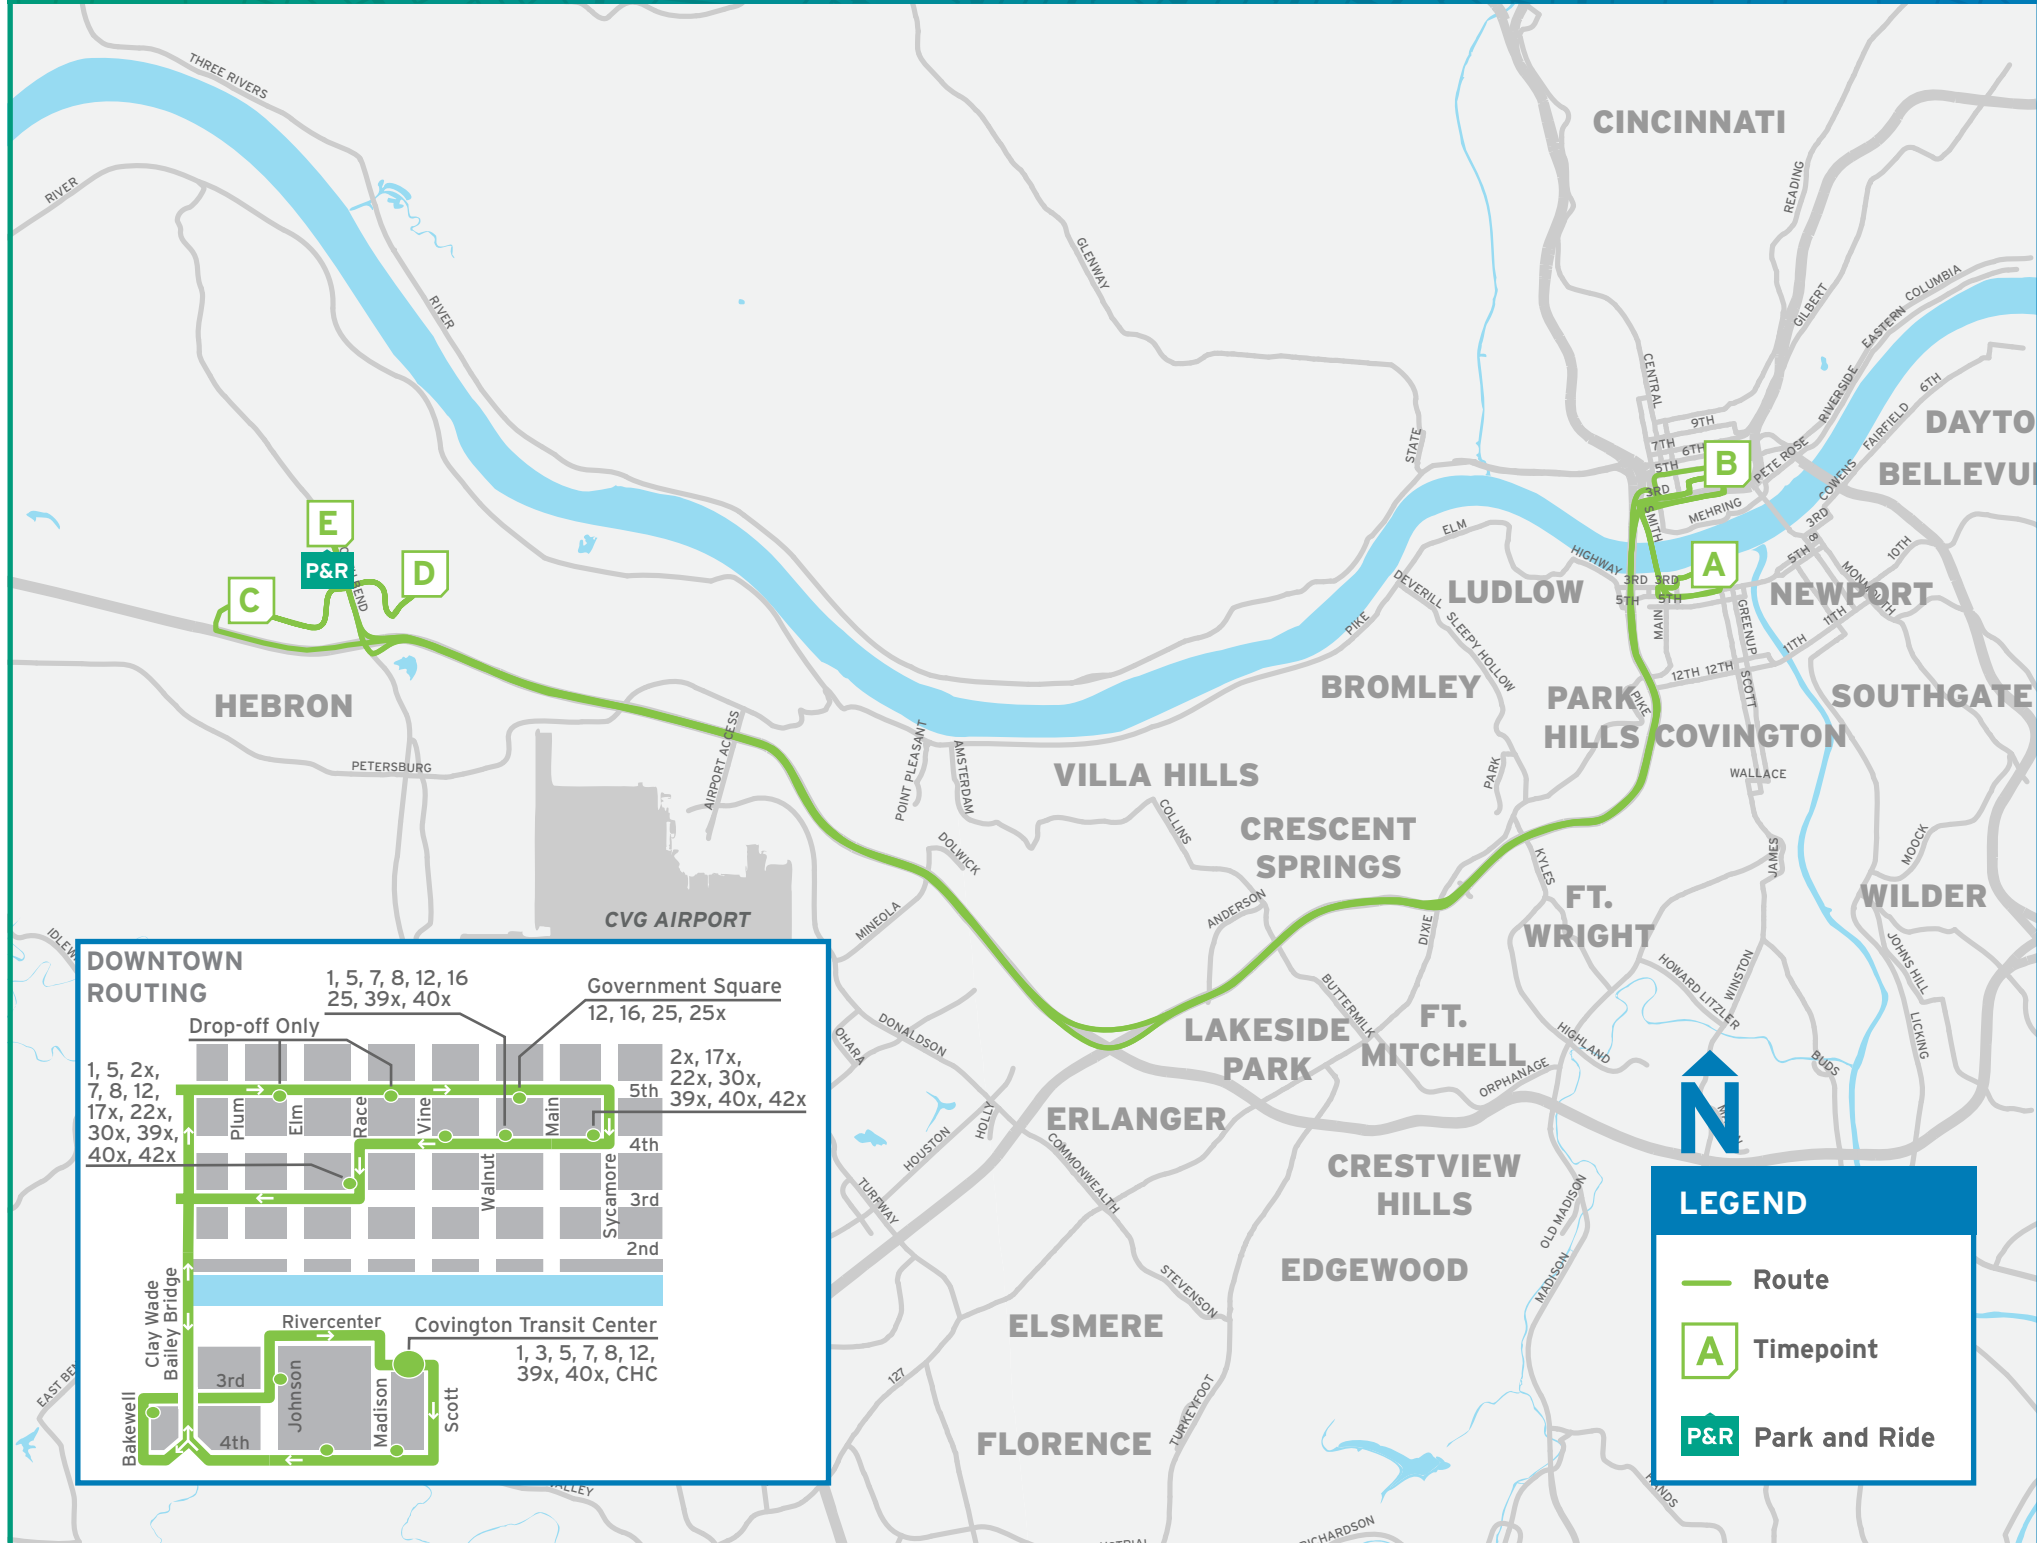 THREE RIVERS
RIVER
RIVER
GLENWAY
STATE
CINCINNATI
READING
GILBERT
EASTERN
COLUMBIA
RIVERSIDE
CENTRAL
9TH
7TH
6TH
5TH
3RD
B
PETE ROSE
MEHRING
SMITH
COWENS
FAIRFIELD
6TH
DAYTO
BELLEVUE
3RD
8
5TH
10TH
MONMOUTH
NEWPORT
11TH
11TH
A
HIGHWAY
ELM
DEVERILL
PIKE
SLEEPY HOLLOW
LUDLOW
3RD
3RD
5TH
5TH
MAIN
GREENUP
12TH
12TH
SCOTT
E
P&R
D
C
HEBRON
PETERSBURG
AIRPORT ACCESS
POINT PLEASANT
AMSTERDAM
BROMLEY
PARK
HILLS
PIKE
COVINGTON
SOUTHGATE
WALLACE
VILLA HILLS
PARK
COLLINS
CRESCENT
SPRINGS
DOLWICK
MINEOLA
ANDERSON
DIXIE
KYLES
FT.
WRIGHT
JAMES
MOOCK
WILDER
CVG AIRPORT
JOHNS HILL
LICKING
WINSTON
HOWARD LITZLER
HIGHLAND
BUDS
BUTTERMILK
LAKESIDE
PARK
FT.
MITCHELL
ORPHANAGE
OHARA
DONALDSON
ERLANGER
HOLLY
HOUSTON
COMMONWEALTH
TURFWAY
CRESTVIEW
HILLS
OLD MADISON
MADISON
EDGEWOOD
STEVENSON
ELSMERE
127
TURKEYFOOT
FLORENCE
RICHARDSON
DOWNTOWN
ROUTING
1, 5, 7, 8, 12, 16
25, 39x, 40x
Government Square
12, 16, 25, 25x
Drop-off Only
1, 5, 2x,
7, 8, 12,
17x, 22x,
30x, 39x,
40x, 42x
2x, 17x,
22x, 30x,
39x, 40x, 42x
Plum
Elm
Race
Vine
Walnut
Main
Sycamore
5th
4th
3rd
2nd
Clay Wade
Bailey Bridge
Rivercenter
Covington Transit Center
1, 3, 5, 7, 8, 12,
39x, 40x, CHC
3rd
4th
Bakewell
Johnson
Madison
Scott
N
LEGEND
Route
A Timepoint
P&R Park and Ride